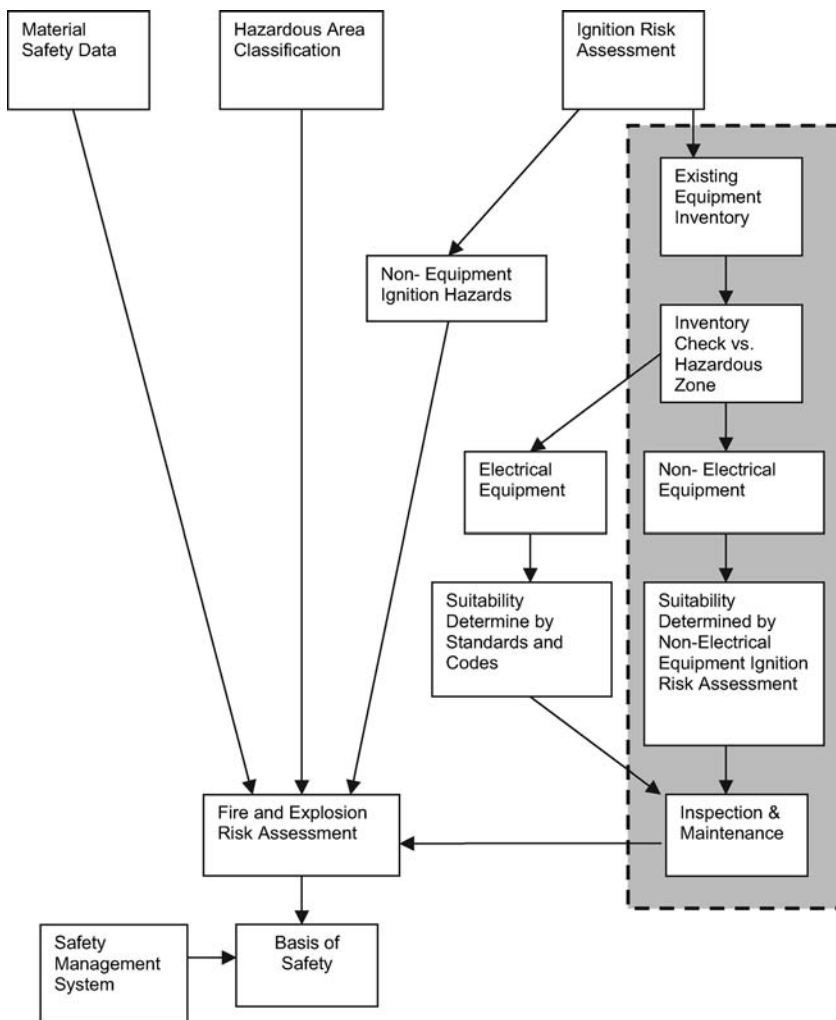 Material
Safety Data
Hazardous Area
Classification
Ignition Risk
Assessment
Existing
Equipment
Inventory
Non- Equipment
Ignition Hazards
Inventory
Check vs.
Hazardous
Zone
Electrical
Equipment
Non- Electrical
Equipment
Suitability
Determine by
Standards and
Codes
Suitability
Determined by
Non-Electrical
Equipment Ignition
Risk Assessment
Fire and Explosion
Risk Assessment
Inspection &
Maintenance
Safety
Management
System
Basis of
Safety